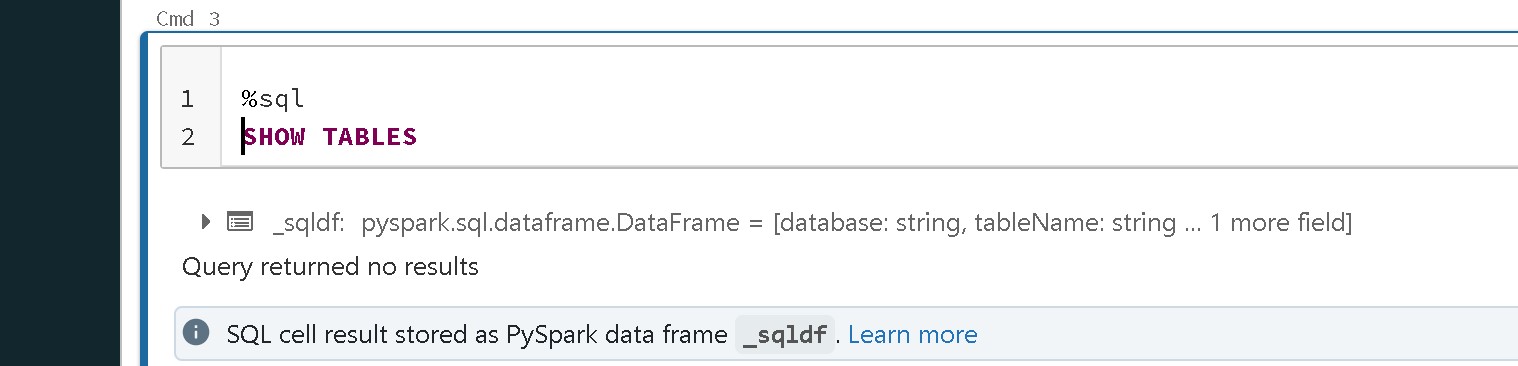 Cmd 3
1 %sql
2 SHOW TABLES
_sqldf: pyspark.sql.dataframe.DataFrame = [database: string, tableName: string ... 1 more field]
Query returned no results
SQL cell result stored as PySpark data frame _sqldf. Learn more